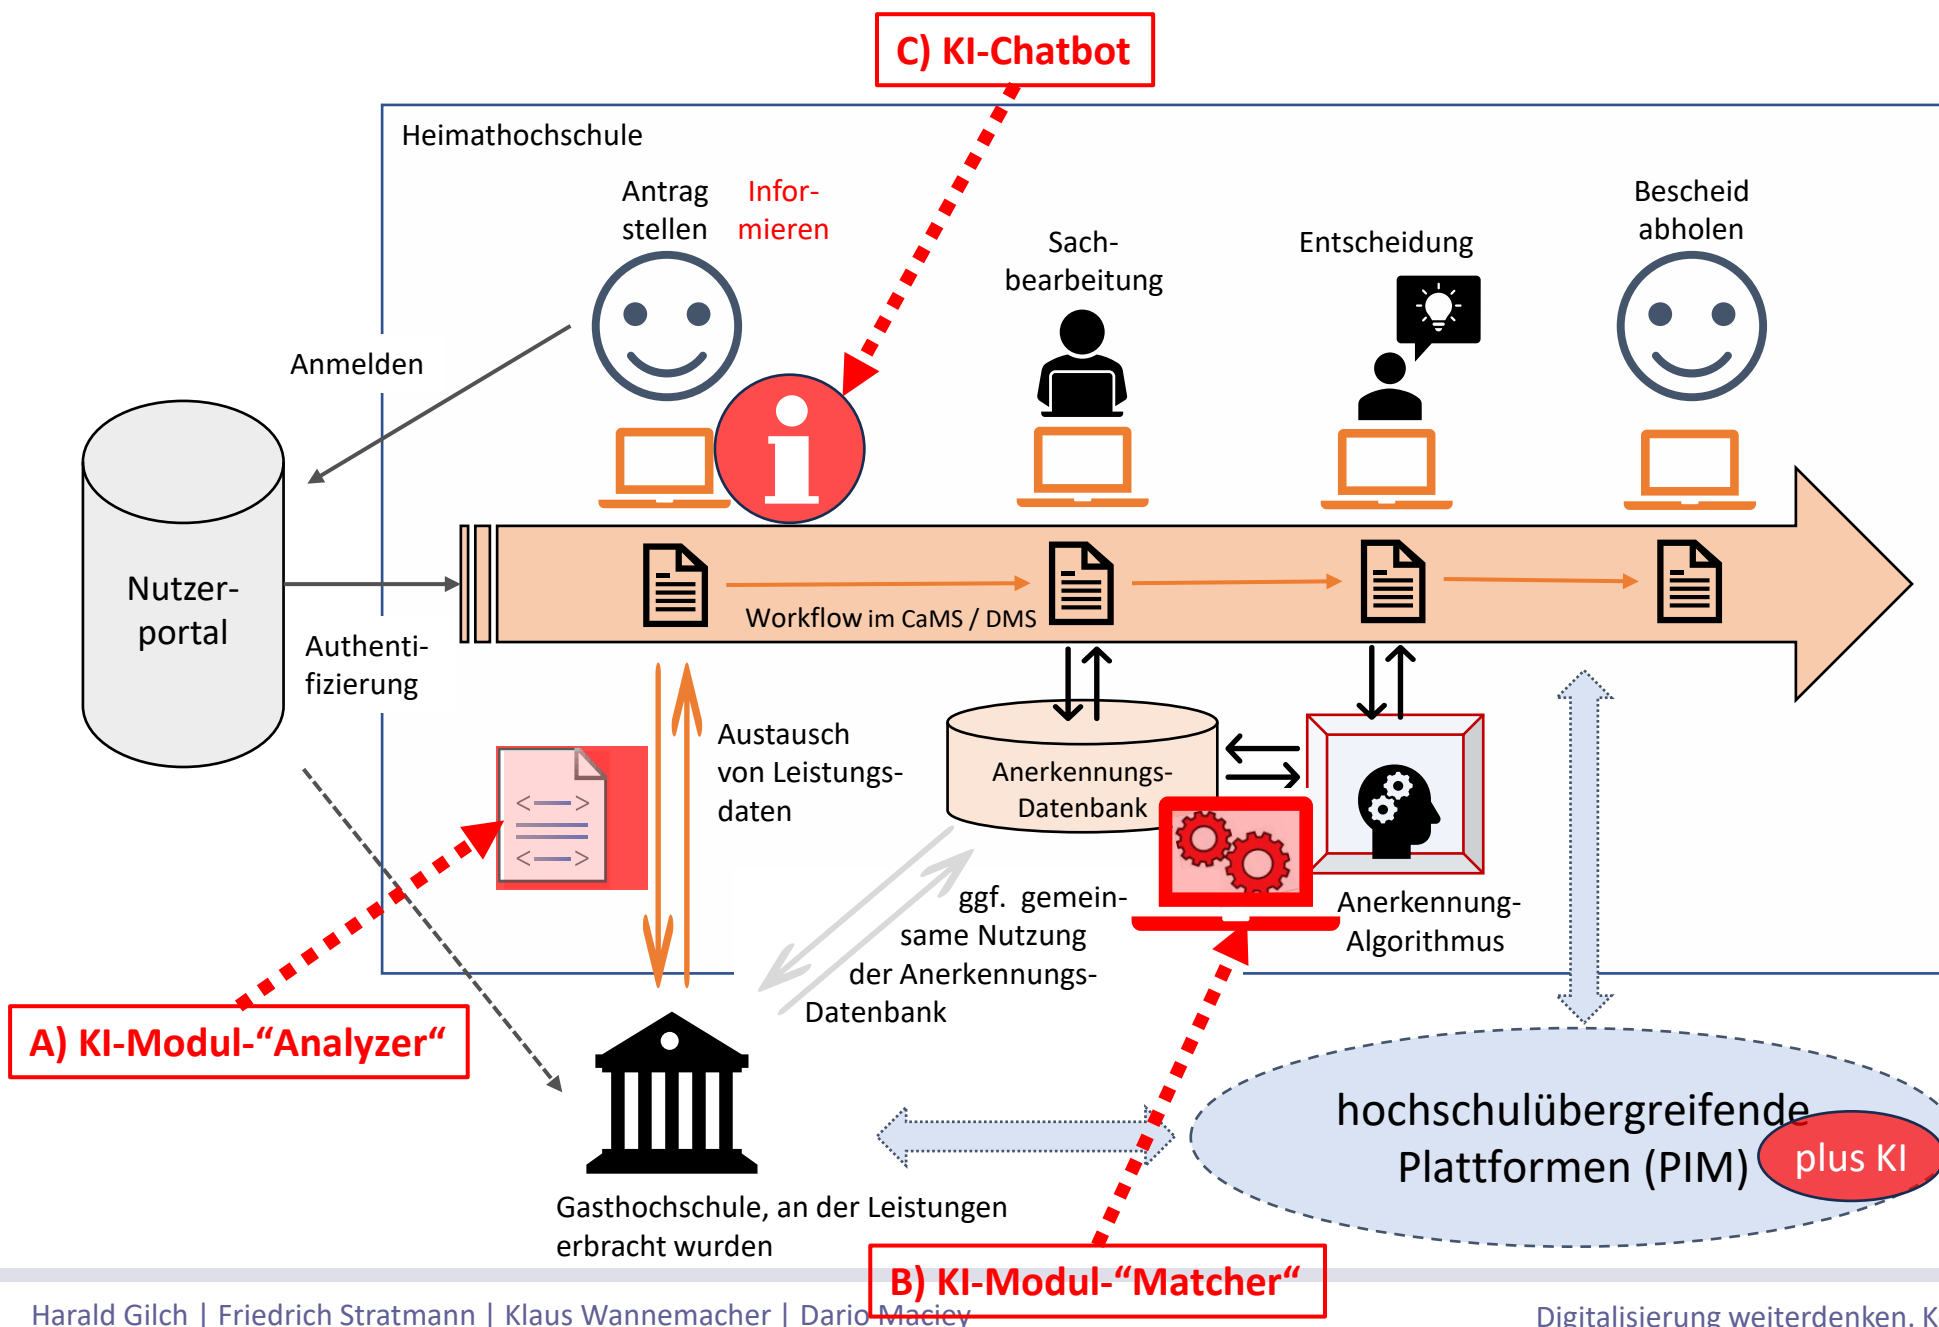 C) KI-Chatbot
Heimathochschule
Antrag
stellen
Infor-
mieren
Sach-
bearbeitung
Entscheidung
Bescheid
abholen
Anmelden
Nutzer-
portal
Authenti-
fizierung
Workflow im CaMS / DMS
Austausch
von Leistungs-
daten
Anerkennungs-
Datenbank
ggf. gemein-
same Nutzung
der Anerkennungs-
Datenbank
Anerkennung-
Algorithmus
A) KI-Modul-“Analyzer“
hochschulübergreifende
Plattformen (PIM)
plus KI
Gasthochschule, an der Leistungen
erbracht wurden
B) KI-Modul-“Matcher“
Harald Gilch | Friedrich Stratmann | Klaus Wannemacher | Dario Maciey
Digitalisierung weiterdenken. K